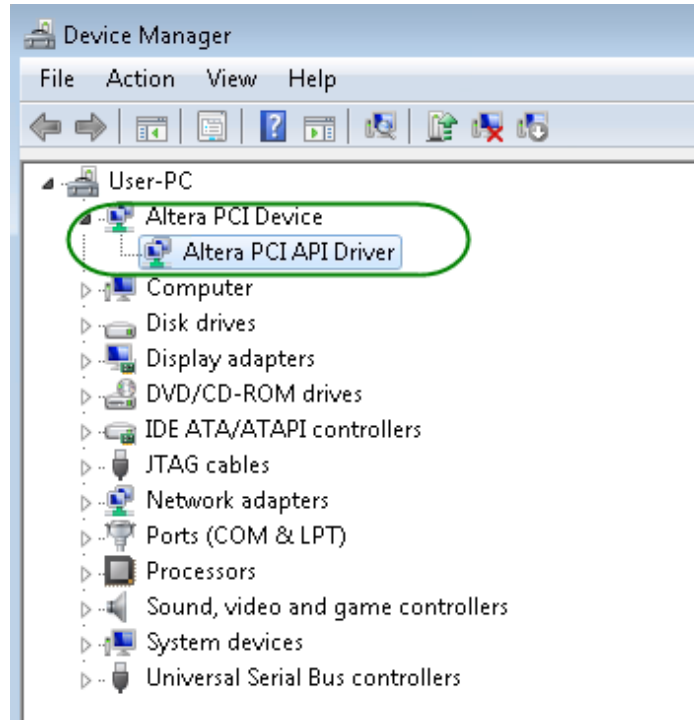 Device Manager
File Action View Help
User-PC
Altera PCI Device
Altera PCI API Driver
Computer
Disk drives
Display adapters
DVD/CD-ROM drives
IDE ATA/ATAPI controllers
JTAG cables
Network adapters
Ports (COM & LPT)
Processors
Sound, video and game controllers
System devices
Universal Serial Bus controllers